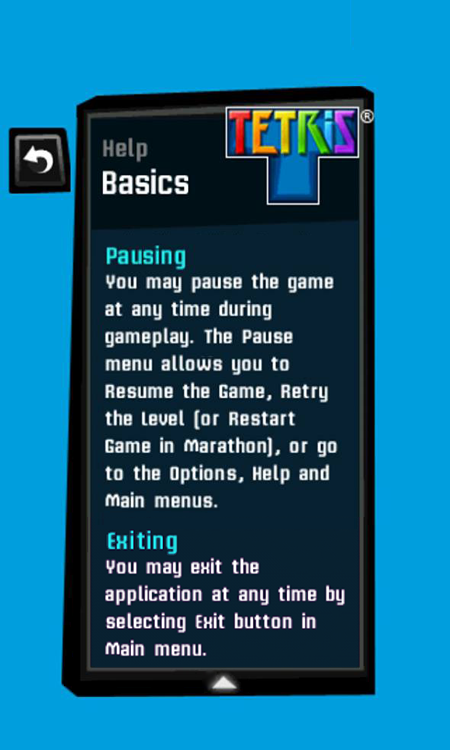 TETRiS®
Help
Basics
Pausing
You may pause the game
at any time during
gameplay. The Pause
menu allows you to
Resume the Game, Retry
the Level (or Restart
Game in Marathon), or go
to the Options, Help and
Main menus.
Exiting
You may exit the
application at any time by
selecting Exit button in
Main menu.